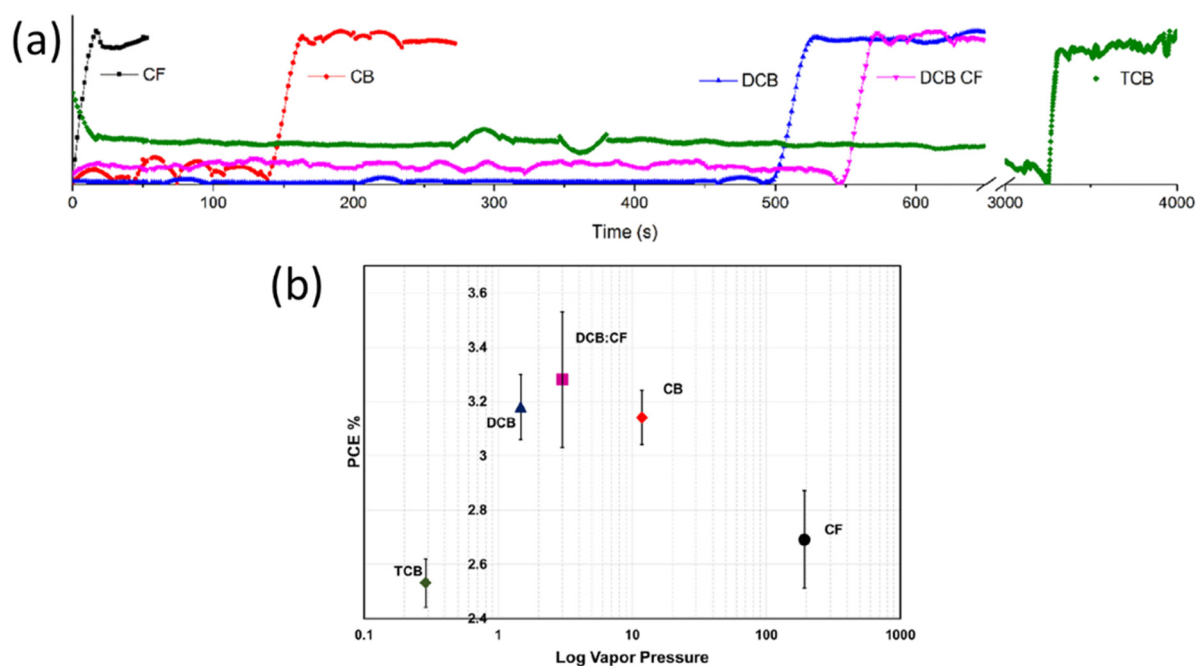 (a)
CF
CB
DCB
DCB CF
TCB
0
100
200
300
400
500
600
3000
4000
Time (s)
(b)
3.6
3.4
DCB:CF
3.2
CB
DCB
PCE %
3
2.8
CF
TCB
2.6
2.4
0.1
1
10
100
1000
Log Vapor Pressure